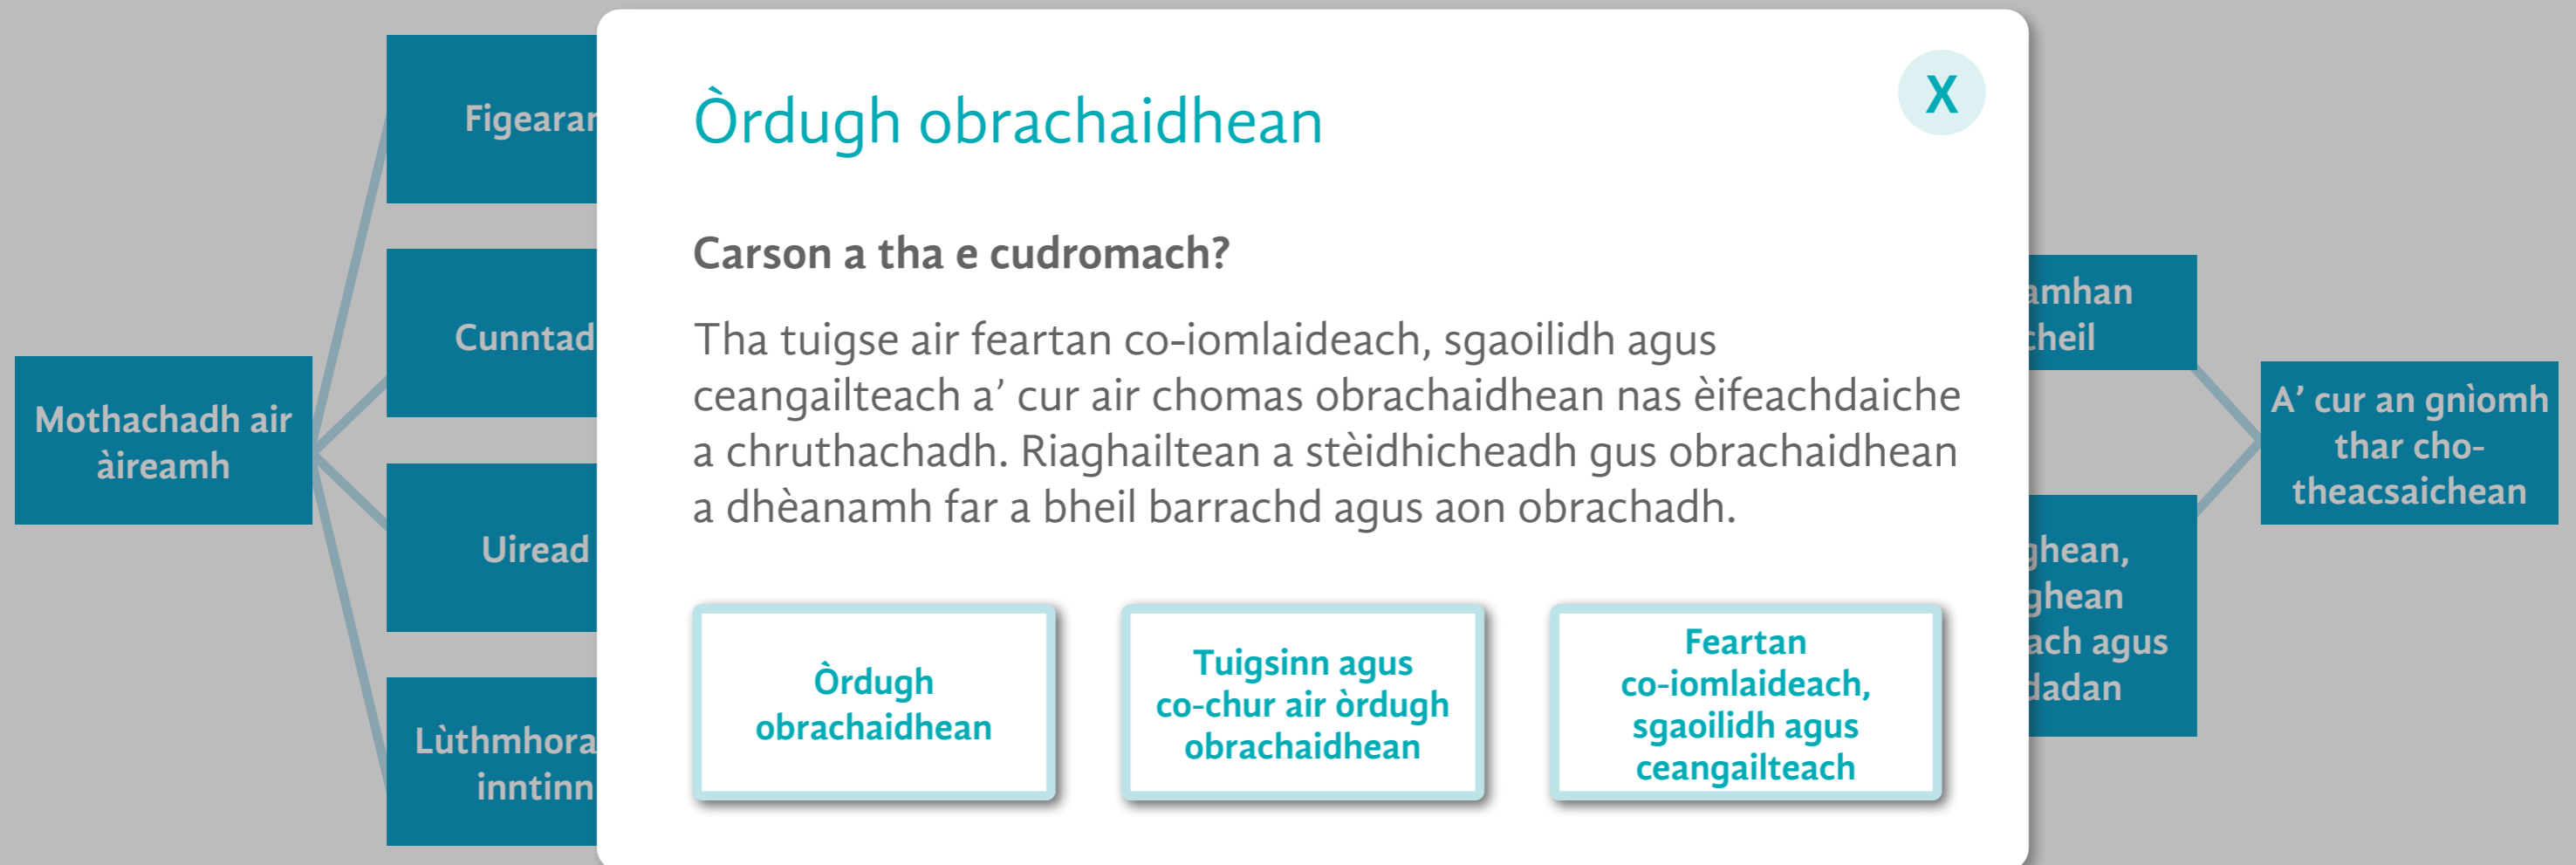 Mothachadh air
àireamh
Cunntad
Uiread
inntinn
Òrdugh obrachaidhean
X
Carson a tha e cudromach?
Tha tuigse air feartan co-iomlaideach, sgaoilidh agus
ceangailteach a’ cur air chomas obrachaidhean nas èifeachdaiche
a chruthachadh. Riaghailtean a stèidhicheadh gus obrachaidhean
a dhèanamh far a bheil barrachd agus aon obrachadh.
Òrdugh
obrachaidhean
Tuigsinn agus
co-chur air òrdugh
obrachaidhean
Feartan
co-iomlaideach,
sgaoilidh agus
ceangailteach
agus
A’ cur an gnìomh
thar cho-
theacsaichean